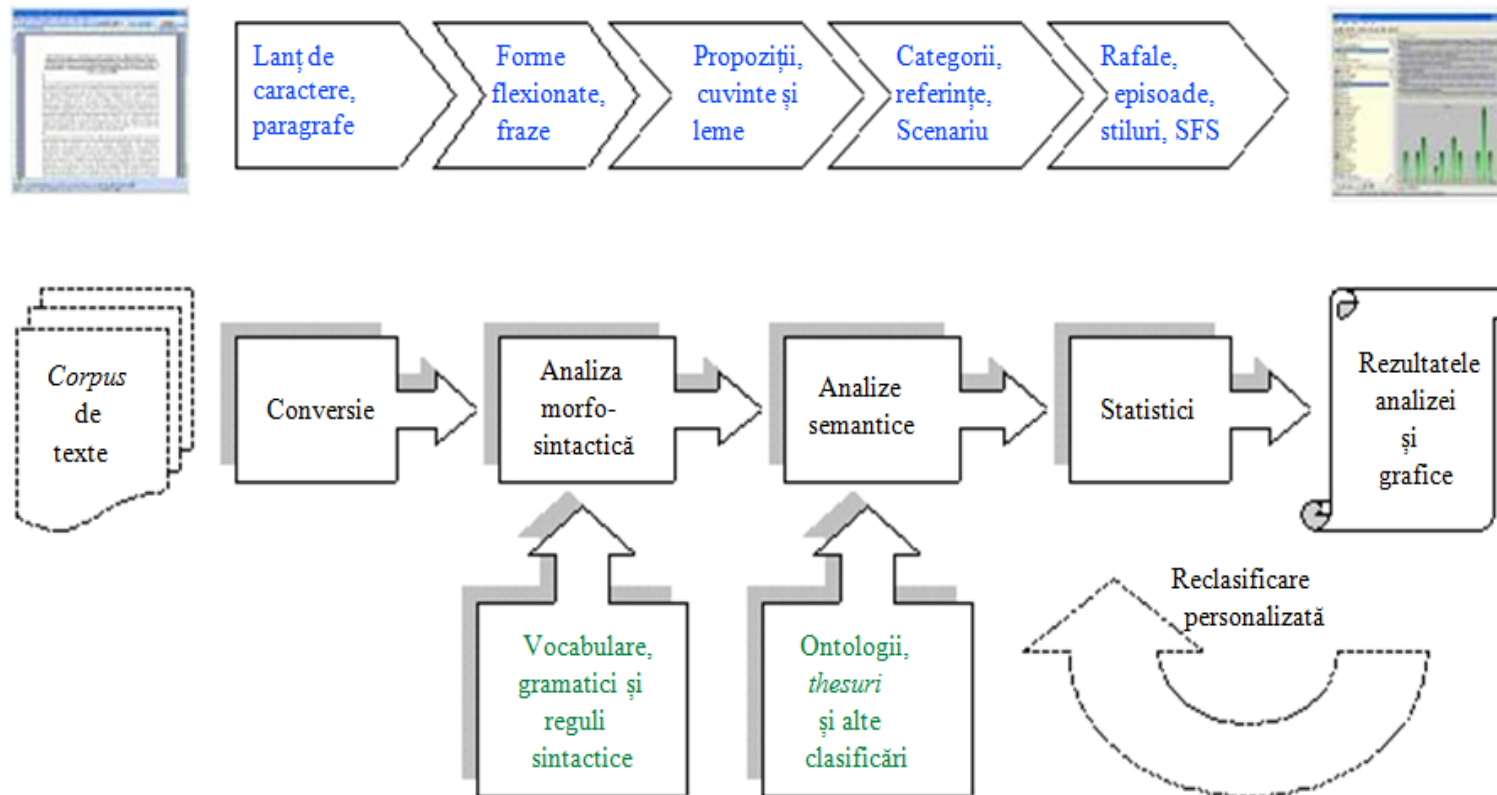 Lanț de
caractere,
paragrafe
Forme
flexionate,
fraze
Propoziții,
cuvinte și
leme
Categorii,
referințe,
Scenariu
Rafale,
episoade,
stiluri, SFS
Corpus
de
texte
Conversie
Analiza
morfo-
sintactică
Analize
semantice
Statistici
Rezultatele
analizei
și
grafice
Vocabulare,
gramatici și
reguli
sintactice
Ontologii,
thesuri
și alte
clasificări
Reclasificare
personalizată